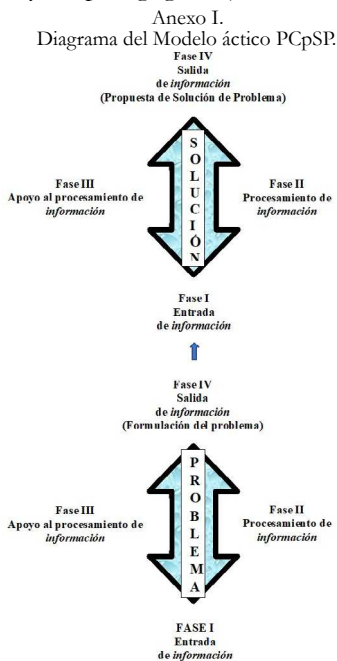 Anexo I.
Diagrama del Modelo áctico PCpSP.
Fase IV
Salida
de información
(Propuesta de Solución de Problema)
SOLUCIÓN
Fase III
Apoyo al procesamiento de
información
Fase II
Procesamiento de
información
Fase I
Entrada
de información
Fase IV
Salida
de información
(Formulación del problema)
PROBLEMA
Fase III
Apoyo al procesamiento de
información
Fase II
Procesamiento de
información
FASE I
Entrada
de información